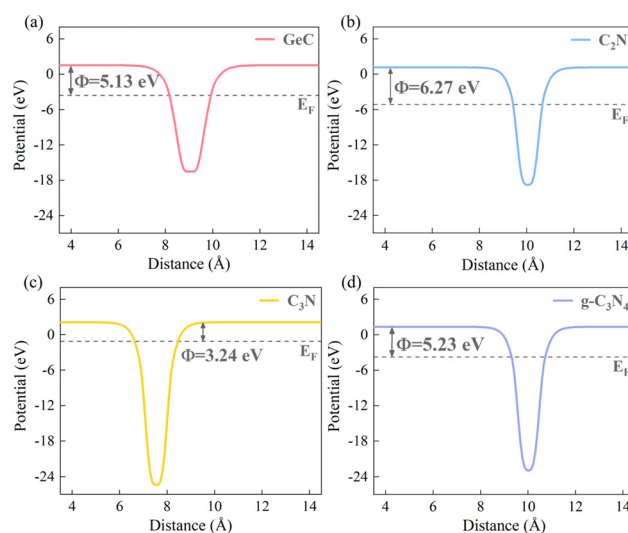 (a)
GeC
6
0
-6
-12
-18
-24
Φ=5.13 eV
E_F
Potential (eV)
4 6 8 10 12 14
Distance (Å)
(b)
C₂N
6
0
-6
-12
-18
-24
Φ=6.27 eV
E_F
Potential (eV)
4 6 8 10 12 14
Distance (Å)
(c)
C₃N
6
0
-6
-12
-18
-24
Φ=3.24 eV
E_F
Potential (eV)
4 6 8 10 12 14
Distance (Å)
(d)
g-C₃N₄
6
0
-6
-12
-18
-24
Φ=5.23 eV
E_F
Potential (eV)
4 6 8 10 12 14
Distance (Å)